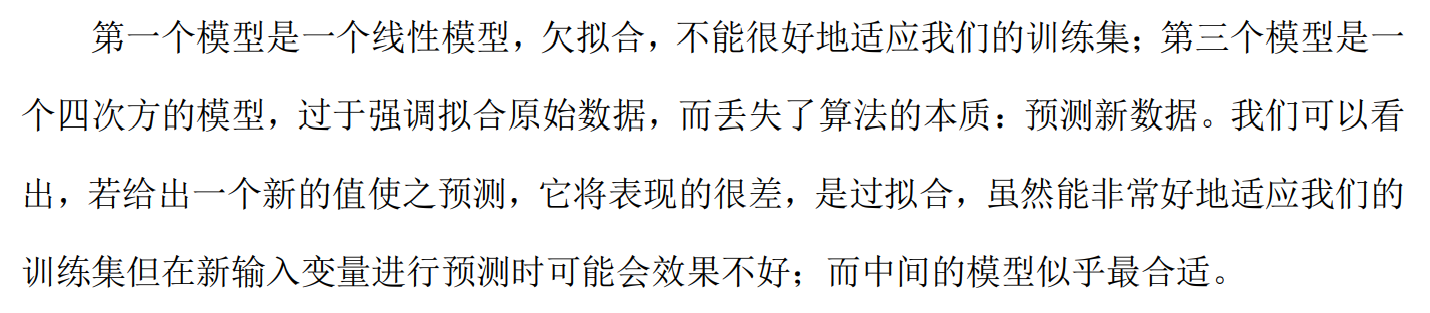 第一个模型是一个线性模型，欠拟合，不能很好地适应我们的训练集；第三个模型是一
个四次方的模型，过于强调拟合原始数据，而丢失了算法的本质：预测新数据。我们可以看
出，若给出一个新的值使之预测，它将表现的很差，是过拟合，虽然能非常好地适应我们的
训练集但在新输入变量进行预测时可能会效果不好；而中间的模型似乎最合适。